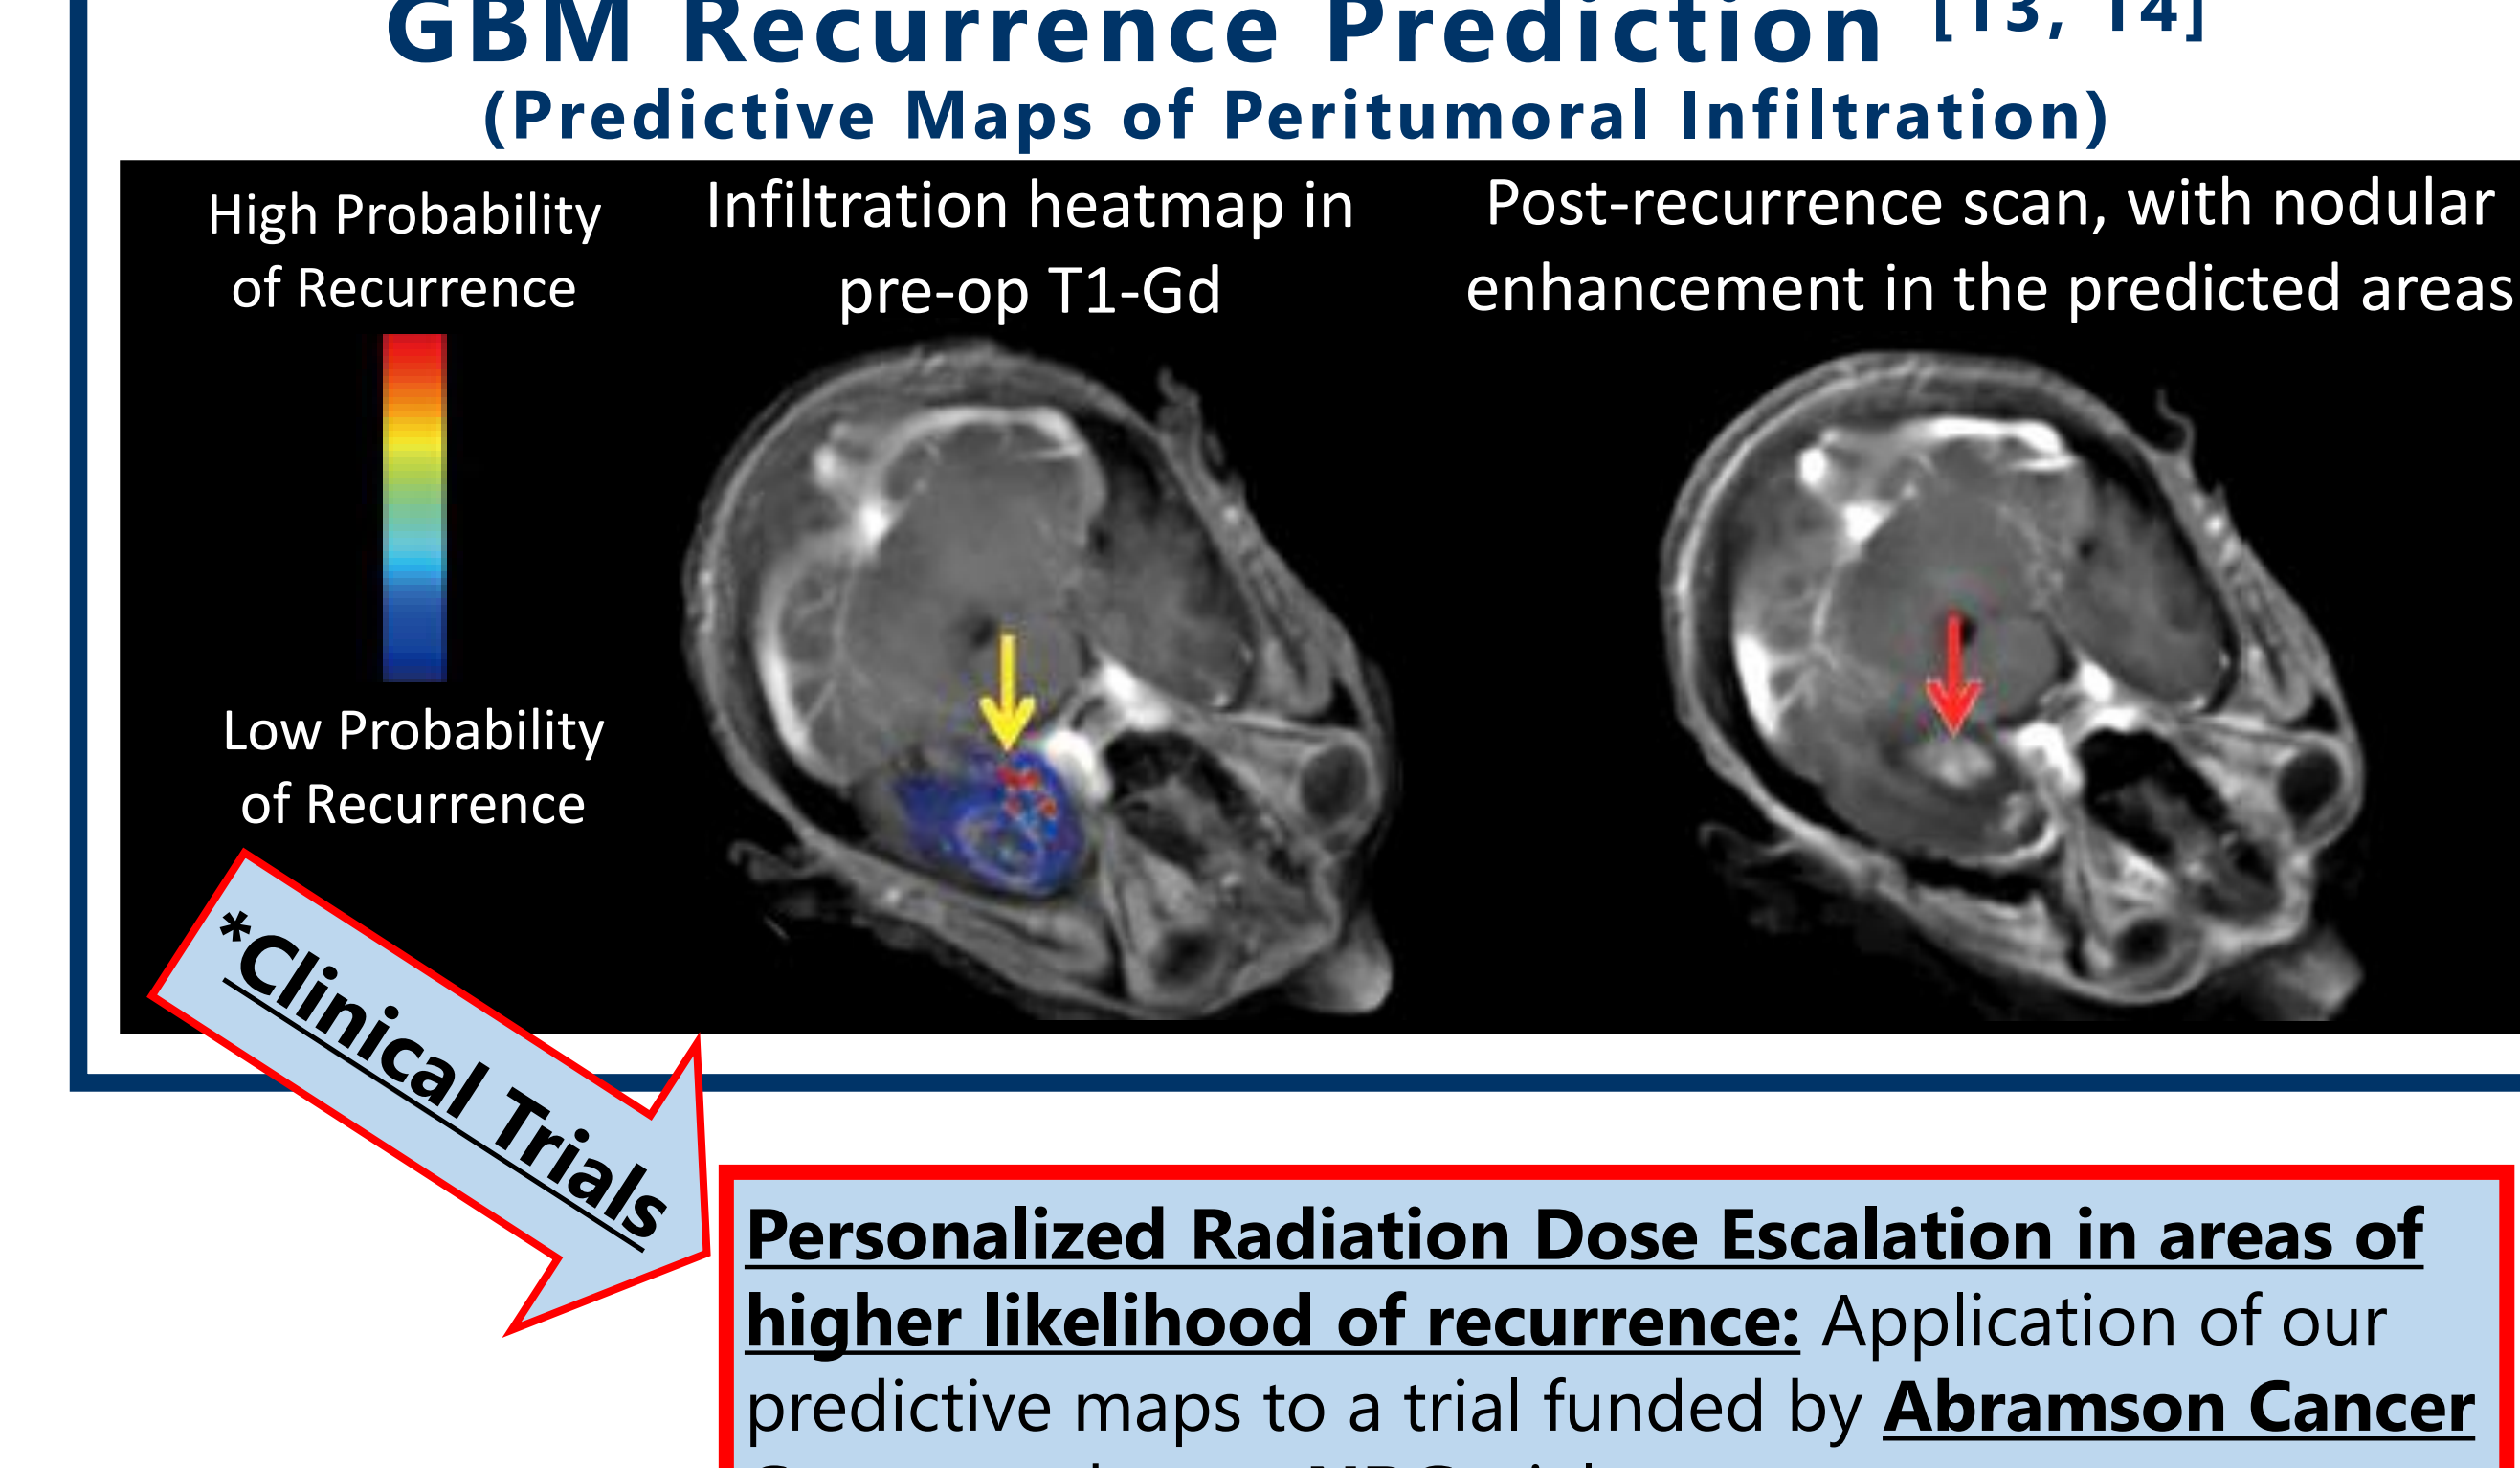 GBM Recurrence Prediction [13, 14]
(Predictive Maps of Peritumoral Infiltration)
High Probability
of Recurrence
Infiltration heatmap in
pre-op T1-Gd
Post-recurrence scan, with nodular
enhancement in the predicted areas
Low Probability
of Recurrence
*Clinical Trials
Personalized Radiation Dose Escalation in areas of
higher likelihood of recurrence: Application of our
predictive maps to a trial funded by Abramson Cancer